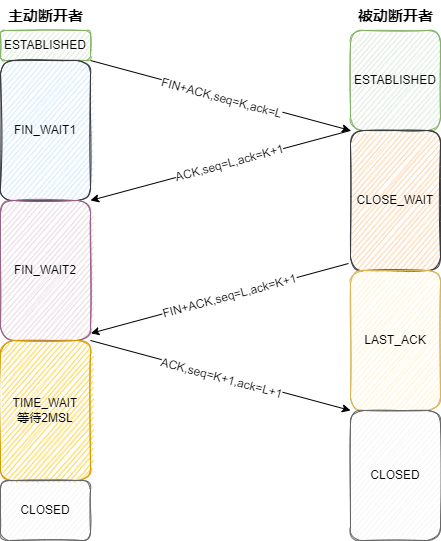 主动断开者
被动断开者
ESTABLISHED
ESTABLISHED
FIN+ACK,seq=K,ack=L
FIN_WAIT1
ACK,seq=L,ack=K+1
CLOSE_WAIT
FIN_WAIT2
FIN+ACK,seq=L,ack=K+1
LAST_ACK
ACK,seq=K+1,ack=L+1
TIME_WAIT
等待2MSL
CLOSED
CLOSED